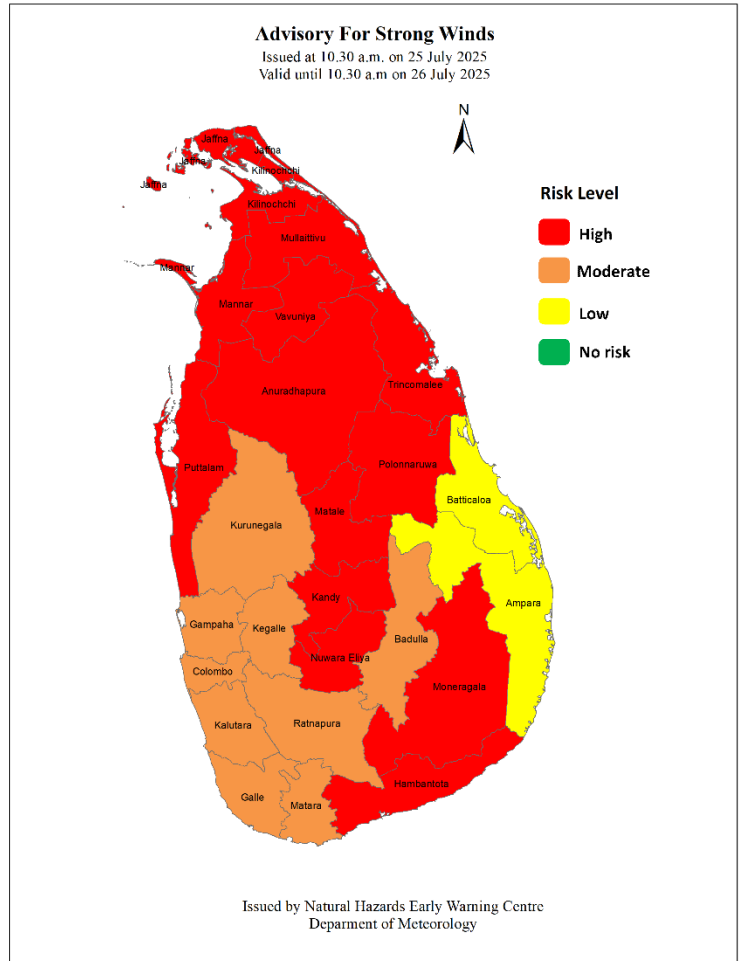 Advisory For Strong Winds
Issued at 10.30 a.m. on 25 July 2025
Valid until 10.30 a.m on 26 July 2025
N
Jaffna
Jaffna
Jaffna
Kilinochchi
Jaffna
Kilinochchi
Mullaittivu
Mannar
Mannar
Vavuniya
Anuradhapura
Trincomalee
Puttalam
Polonnaruwa
Batticaloa
Matale
Kurunegala
Kandy
Ampara
Gampaha
Kegalle
Badulla
Nuwara Eliya
Colombo
Moneragala
Kalutara
Ratnapura
Hambantota
Galle
Matara
Risk Level
High
Moderate
Low
No risk
Issued by Natural Hazards Early Warning Centre
Deparment of Meteorology